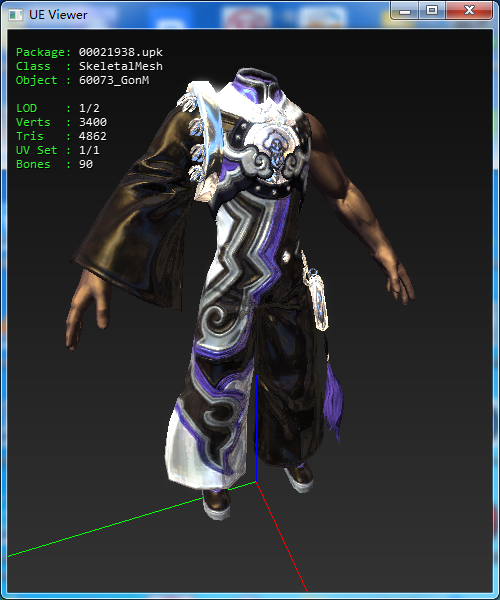 UE Viewer
Package: 00021938.upk
Class : SkeletalMesh
Object : 60073_GonM
LOD : 1/2
Verts : 3400
Tris : 4862
UV Set : 1/1
Bones : 90